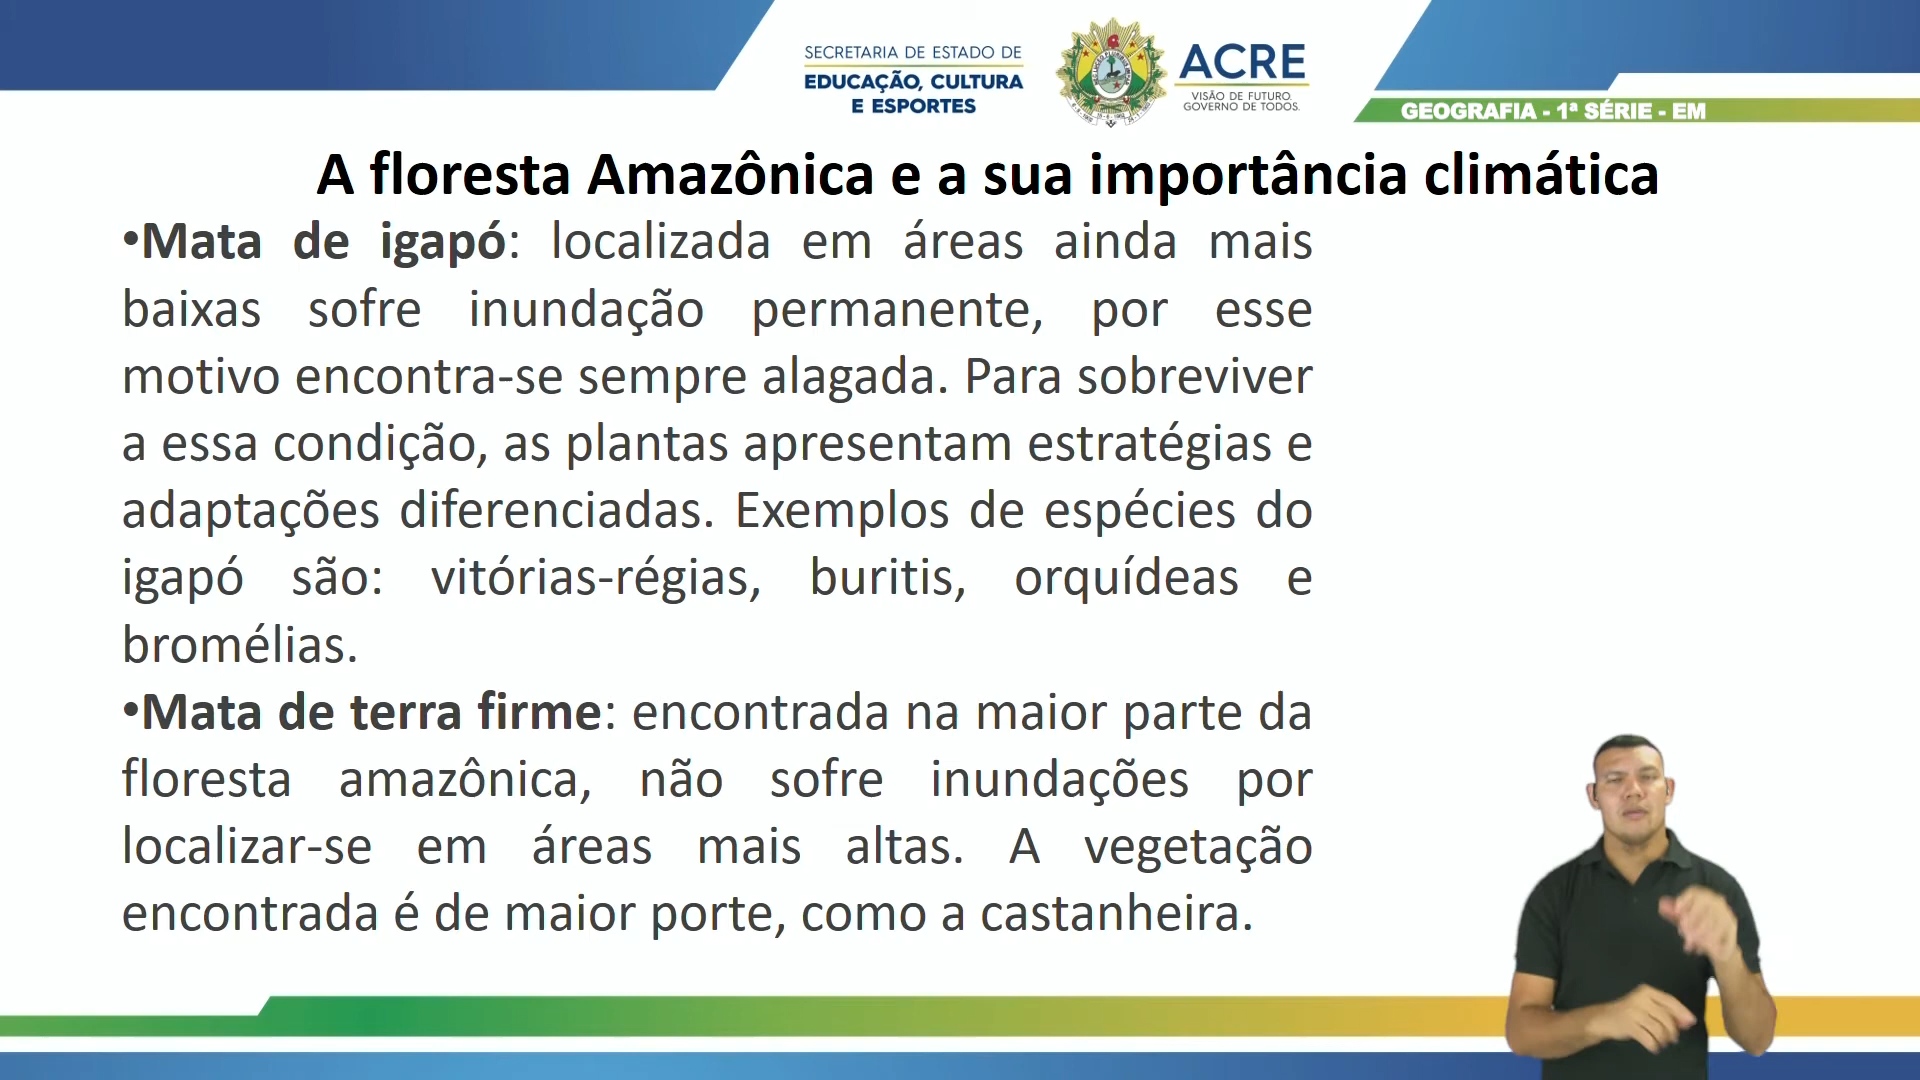 SECRETARIA DE ESTADO DE
EDUCAÇÃO, CULTURA
E ESPORTES
ACRE
VISÃO DE FUTURO.
GOVERNO DE TODOS.
GEOGRAFIA - 1ª SÉRIE - EM
A floresta Amazônica e a sua importância climática
•Mata de igapó: localizada em áreas ainda mais
baixas sofre inundação permanente, por esse
motivo encontra-se sempre alagada. Para sobreviver
a essa condição, as plantas apresentam estratégias e
adaptações diferenciadas. Exemplos de espécies do
igapó são: vitórias-régias, buritis, orquídeas e
bromélias.
•Mata de terra firme: encontrada na maior parte da
floresta amazônica, não sofre inundações por
localizar-se em áreas mais altas. A vegetação
encontrada é de maior porte, como a castanheira.